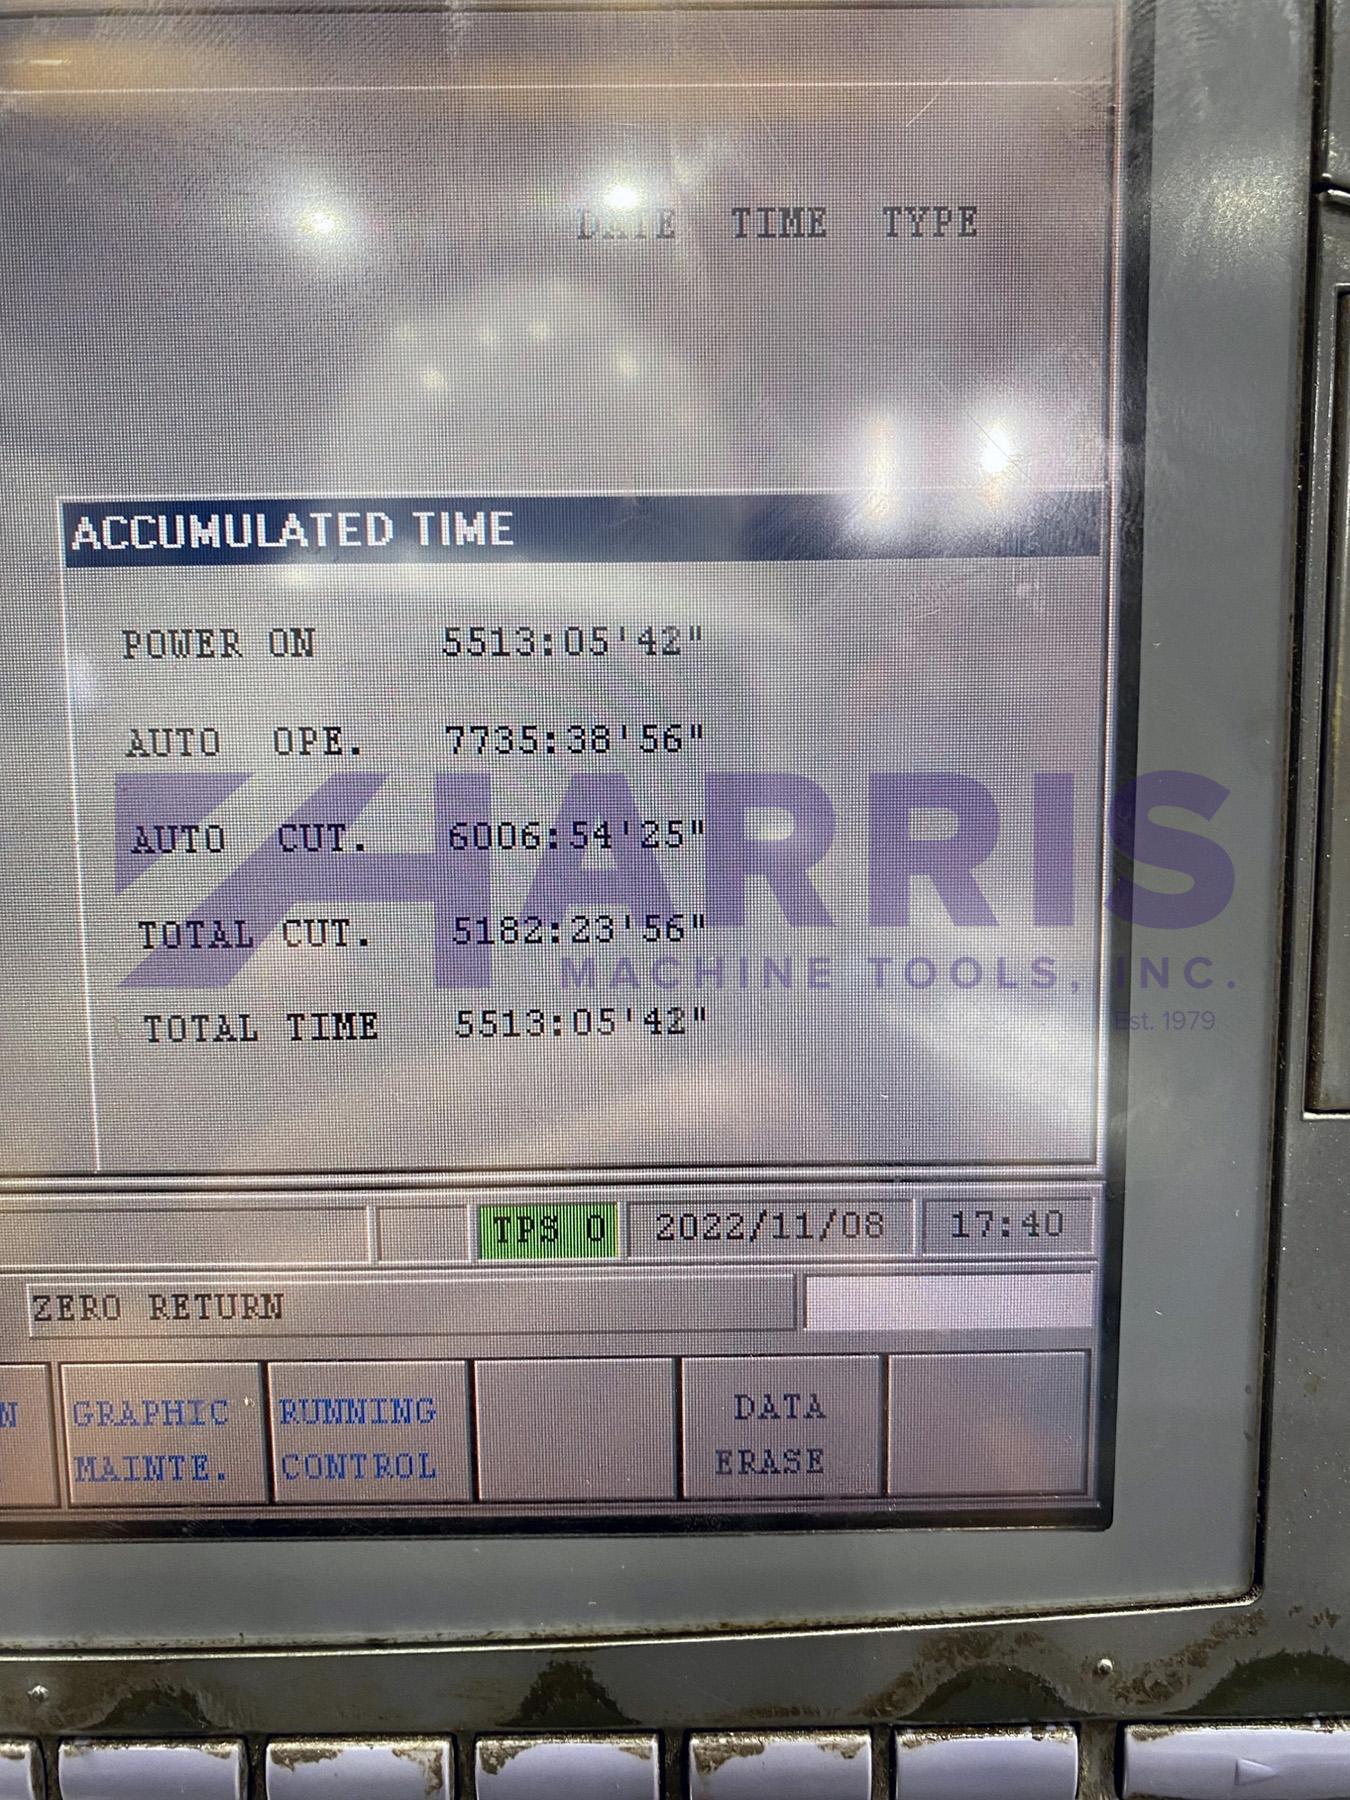 DATE TIME TYPE
ACCUMULATED TIME
POWER ON 5513:05'42"
AUTO OPE. 7735:38'56"
AUTO CUT. 6006:54'25"
TOTAL CUT. 5182:23'56"
TOTAL TIME 5513:05'42"
HARRIS
MACHINE TOOLS, INC.
Est. 1979
TPS 0 2022/11/08 17:40
ZERO RETURN
GRAPHIC MAINTE.
RUNNING CONTROL
DATA ERASE